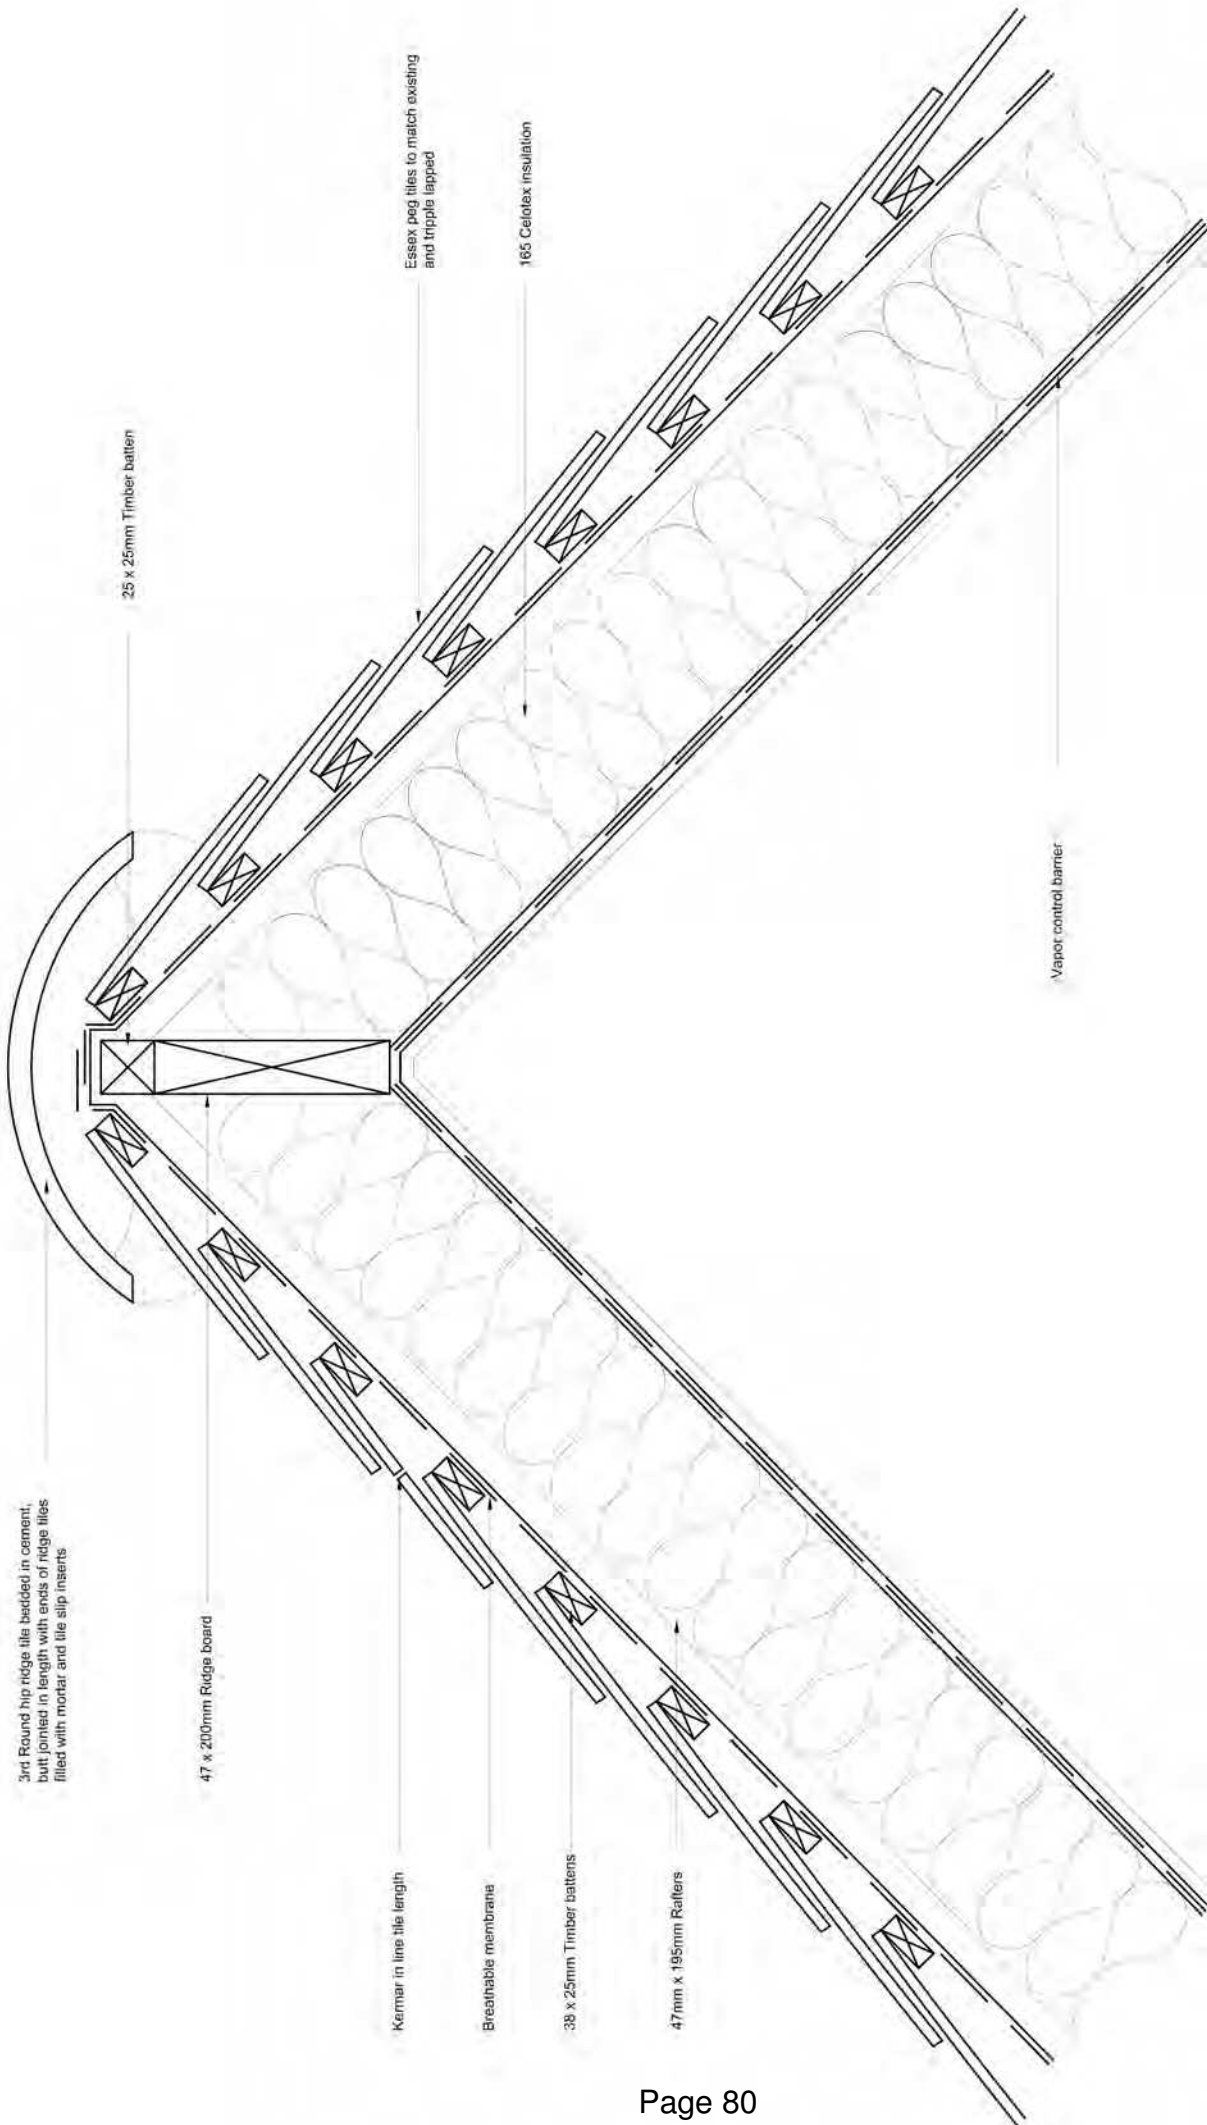 3rd Round hip ridge tile bedded in cement,
butt jointed in length with ends of ridge tiles
filled with mortar and tile slip inserts
47 x 200mm Ridge board
Kermar in line tile length
Breathable membrane
38 x 25mm Timber battens
47mm x 195mm Rafters
25 x 25mm Timber batten
Essex peg tiles to match existing
and tripple lapped
165 Celotex insulation
Vapor control barrier
Page 80